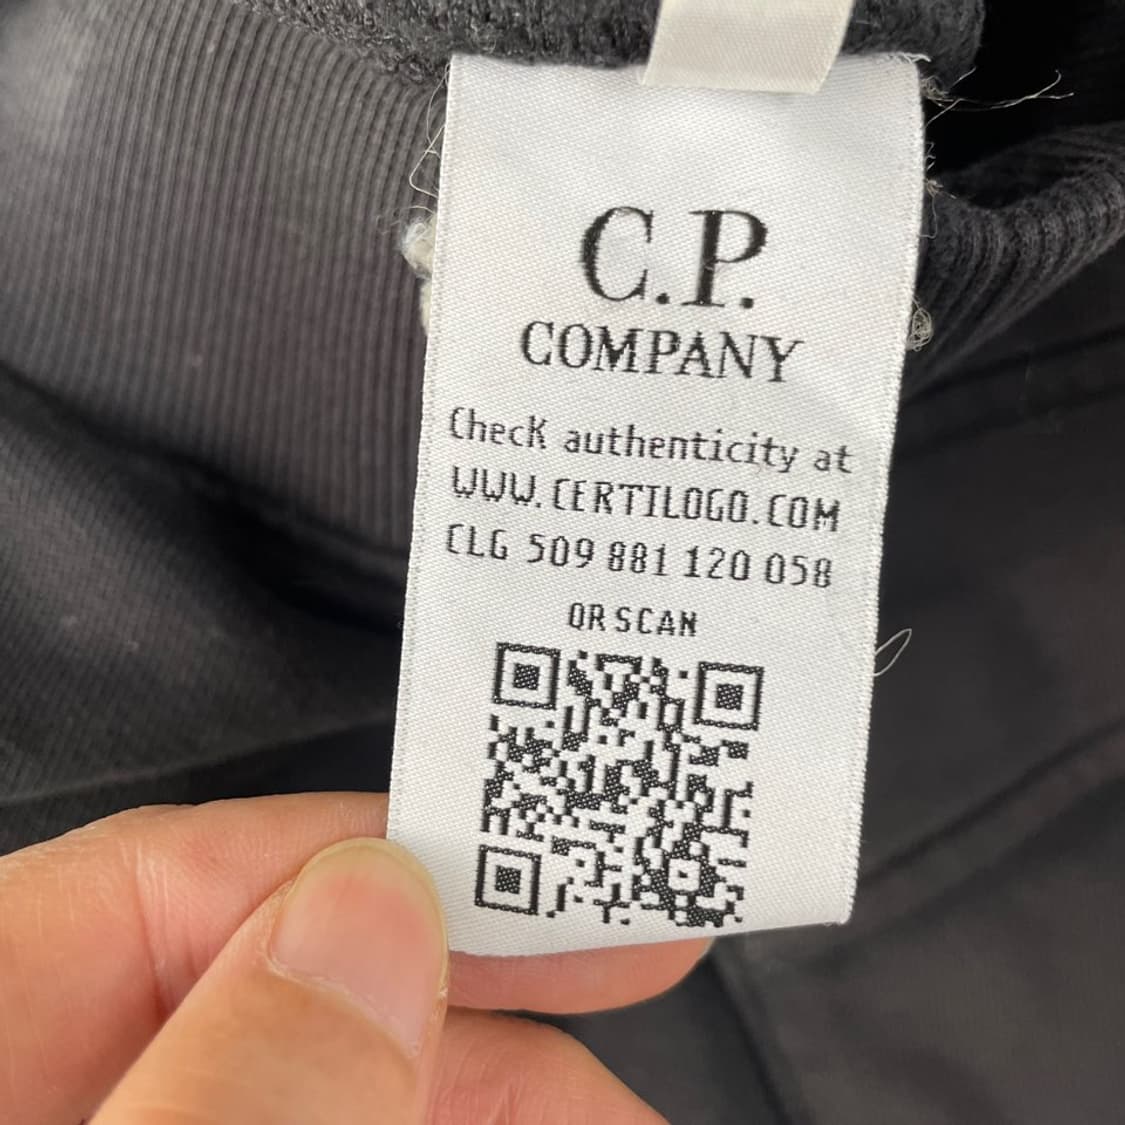 C.P.
COMPANY
Check authenticity at
WWW.CERTILOGO.COM
CLG 509 881 120 058
OR SCAN